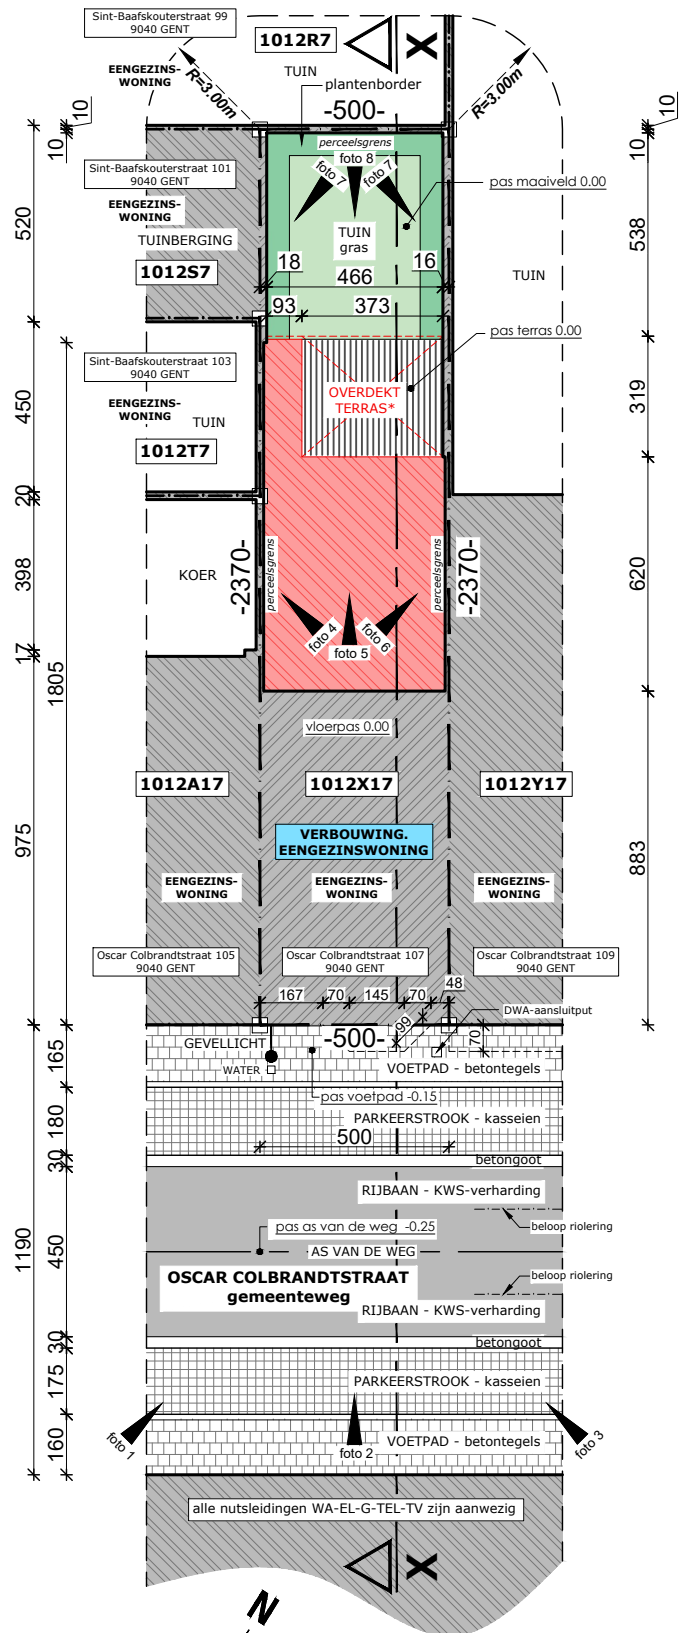 Sint-Baafskouterstraat 99
9040 GENT
1012R7
X
EENGEZINS-
WONING
R=3.00m
TUIN
plantenborder
R=3.00m
-500-
10
10
10
10
perceelsgrens
foto 8
foto 7
foto 7
Sint-Baafskouterstraat 101
9040 GENT
pas maaiveld 0.00
EENGEZINS-
WONING
520
538
TUINBERGING
TUIN
gras
1012S7
18
16
TUIN
466
93
373
pas terras 0.00
Sint-Baafskouterstraat 103
9040 GENT
OVERDEKT
TERRAS*
319
EENGEZINS-
WONING
450
TUIN
1012T7
20
-2370-
perceelsgrens
perceelsgrens
-2370-
KOER
398
620
foto 4
foto 5
foto 6
17
1805
vloerpas 0.00
1012A17
1012X17
1012Y17
VERBOUWING.
EENGEZINSWONING
975
883
EENGEZINS-
WONING
EENGEZINS-
WONING
EENGEZINS-
WONING
Oscar Colbrandtstraat 105
9040 GENT
Oscar Colbrandtstraat 107
9040 GENT
Oscar Colbrandtstraat 109
9040 GENT
167
70
145
70
48
99
DWA-aansluitput
-500-
70
GEVELLICHT
WATER
165
VOETPAD - betontegels
pas voetpad -0.15
180
PARKEERSTROOK - kasseien
500
30
betongoot
RIJBAAN - KWS-verharding
pas as van de weg -0.25
beloop riolering
1190
450
AS VAN DE WEG
OSCAR COLBRANDTSTRAAT
gemeenteweg
beloop riolering
RIJBAAN - KWS-verharding
30
betongoot
175
PARKEERSTROOK - kasseien
160
foto 1
foto 2
VOETPAD - betontegels
foto 3
alle nutsleidingen WA-EL-G-TEL-TV zijn aanwezig
X
N